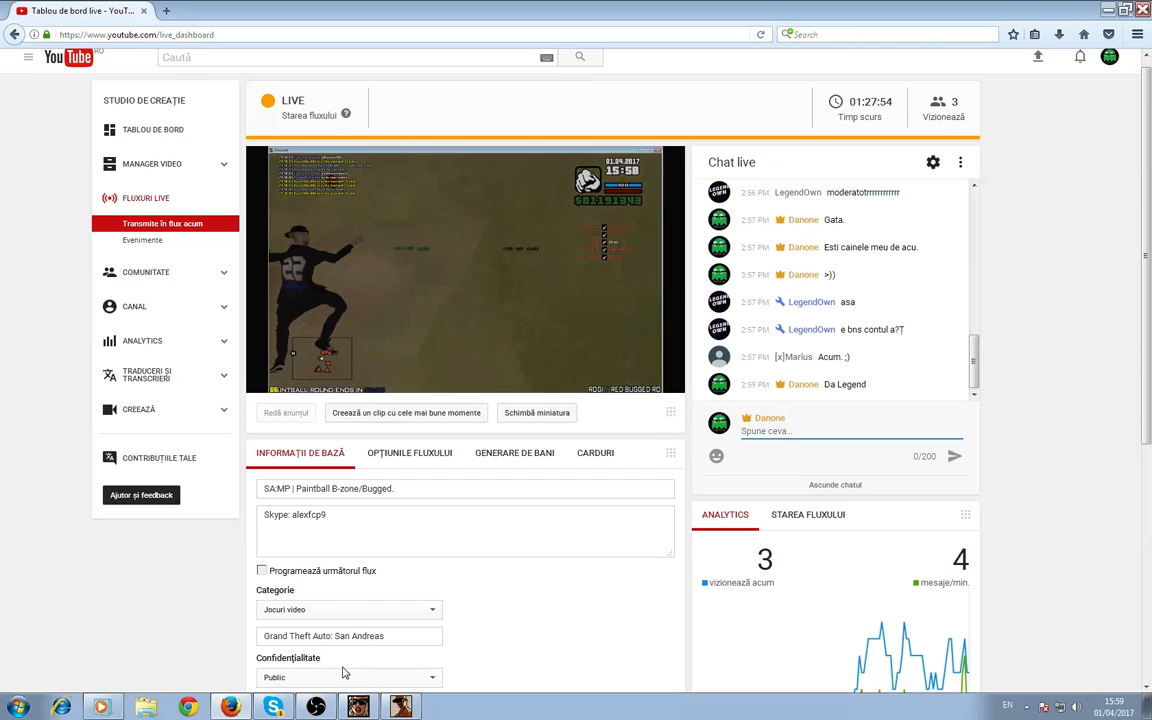 Tablou de bord live - YouT...
https://www.youtube.com/live_dashboard
Search
YouTube RO
Caută
STUDIO DE CREAȚIE
TABLOU DE BORD
MANAGER VIDEO
FLUXURI LIVE
Transmite în flux acum
Evenimente
COMUNITATE
CANAL
ANALYTICS
TRADUCERI ȘI
TRANSCRIERI
CREEAZĂ
CONTRIBUȚIILE TALE
Ajutor și feedback
LIVE
Starea fluxului
01:27:54
Timp scurs
3
Vizionează
01.04.2017
15:58
Redă anunțul
Creează un clip cu cele mai bune momente
Schimbă miniatura
INFORMAȚII DE BAZĂ
OPȚIUNILE FLUXULUI
GENERARE DE BANI
CARDURI
SA:MP | Paintball B-zone/Bugged.
Skype: alexfcp9
Programează următorul flux
Categorie
Jocuri video
Grand Theft Auto: San Andreas
Confidențialitate
Public
Chat live
2:56 PM LegendOwn moderatotrrrrrrrrrrr
2:57 PM Danone Gata.
2:57 PM Danone Esti cainele meu de acu.
3:57 PM Danone >))
2:57 PM LegendOwn asa
2:57 PM LegendOwn e bns contul a??
2:57 PM [x]Marius Acum. ;)
2:59 PM Danone Da Legend
Danone
Spune ceva...
0/200
Ascunde chatul
ANALYTICS
STAREA FLUXULUI
3
vizionează acum
4
mesaje/min.
EN
15:59
01/04/2017